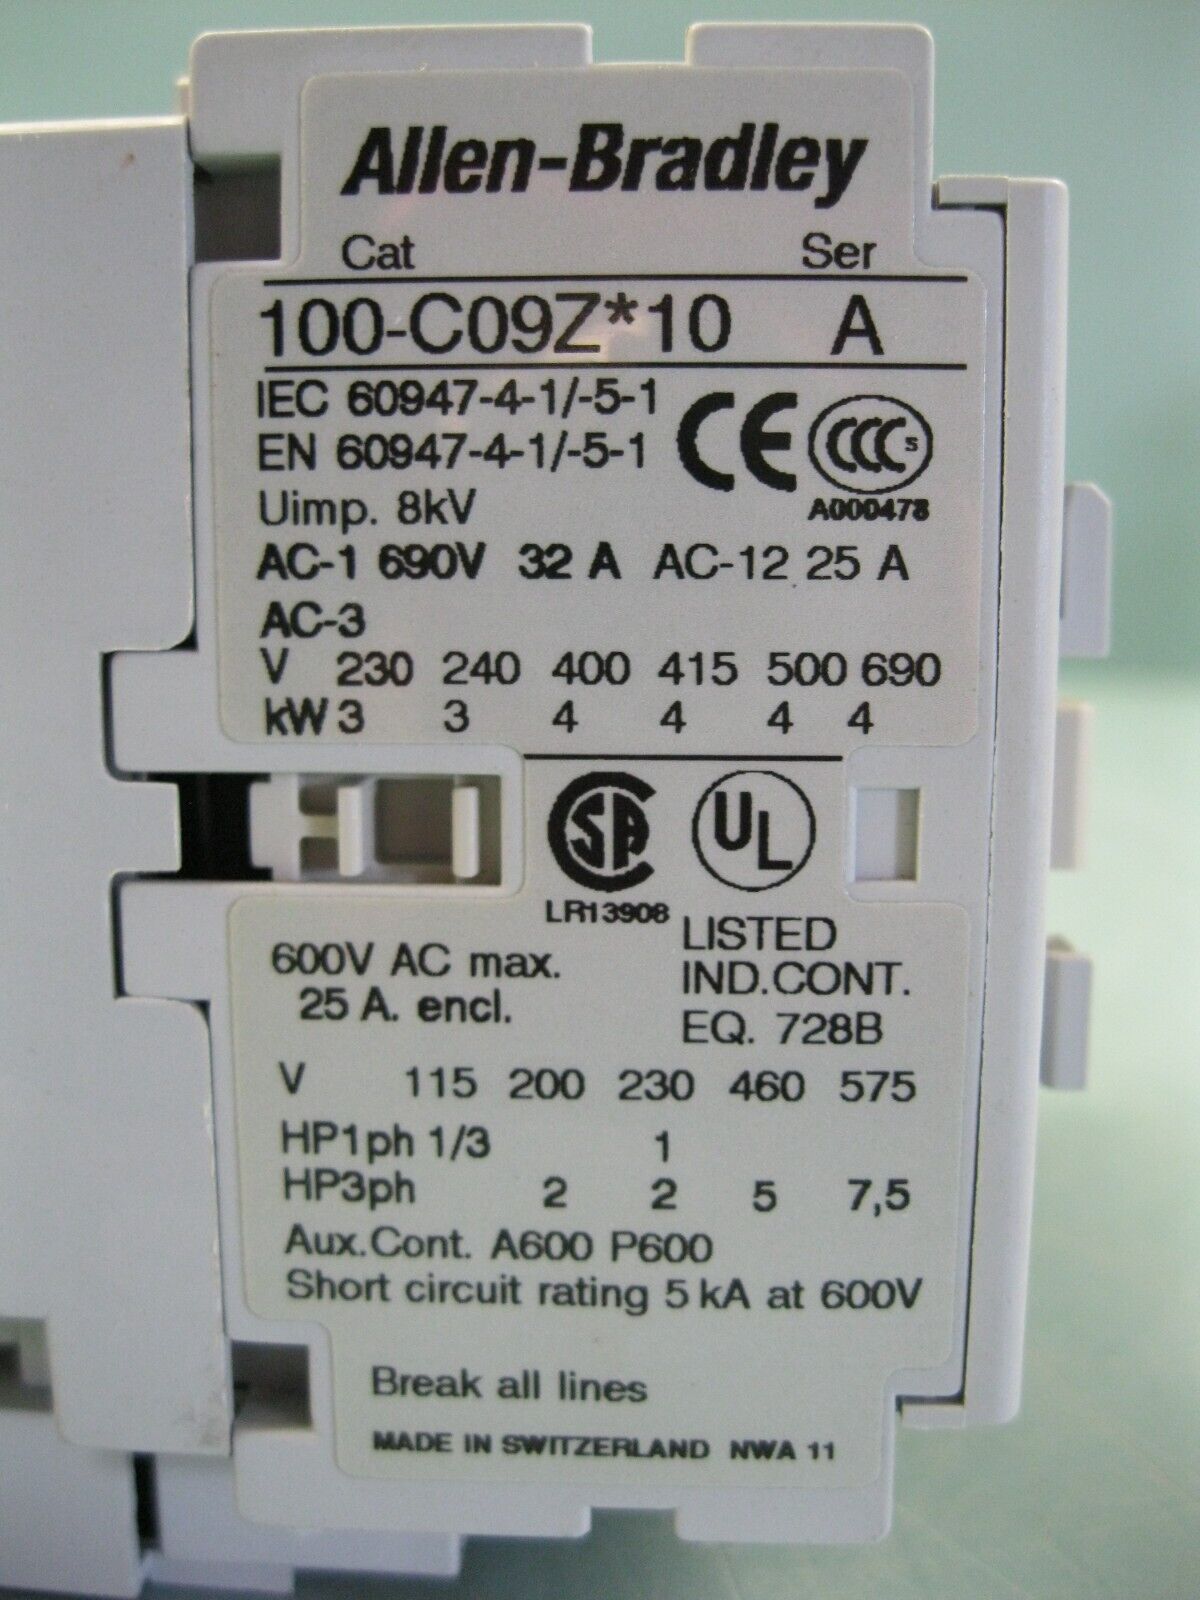 Allen-Bradley
Cat Ser
100-C09Z*10 A
IEC 60947-4-1/-5-1
EN 60947-4-1/-5-1
CE CCC S
Uimp. 8kV A000478
AC-1 690V 32 A AC-12 25 A
AC-3
V 230 240 400 415 500 690
kW 3 3 4 4 4 4
SA UL
LR13908
LISTED
IND.CONT.
EQ. 728B
600V AC max.
25 A. encl.
V 115 200 230 460 575
HP1ph 1/3 1
HP3ph 2 2 5 7,5
Aux.Cont. A600 P600
Short circuit rating 5 kA at 600V
Break all lines
MADE IN SWITZERLAND NWA 11